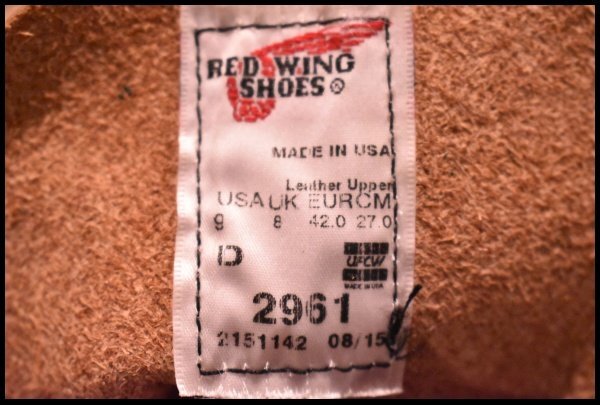 RED WING
SHOES ®
MADE IN USA
Leather Upper
USA UK EUR CM
9 8 42.0 27.0
D
UFCW
MADE IN U.S.A.
2961
2151142 08/15